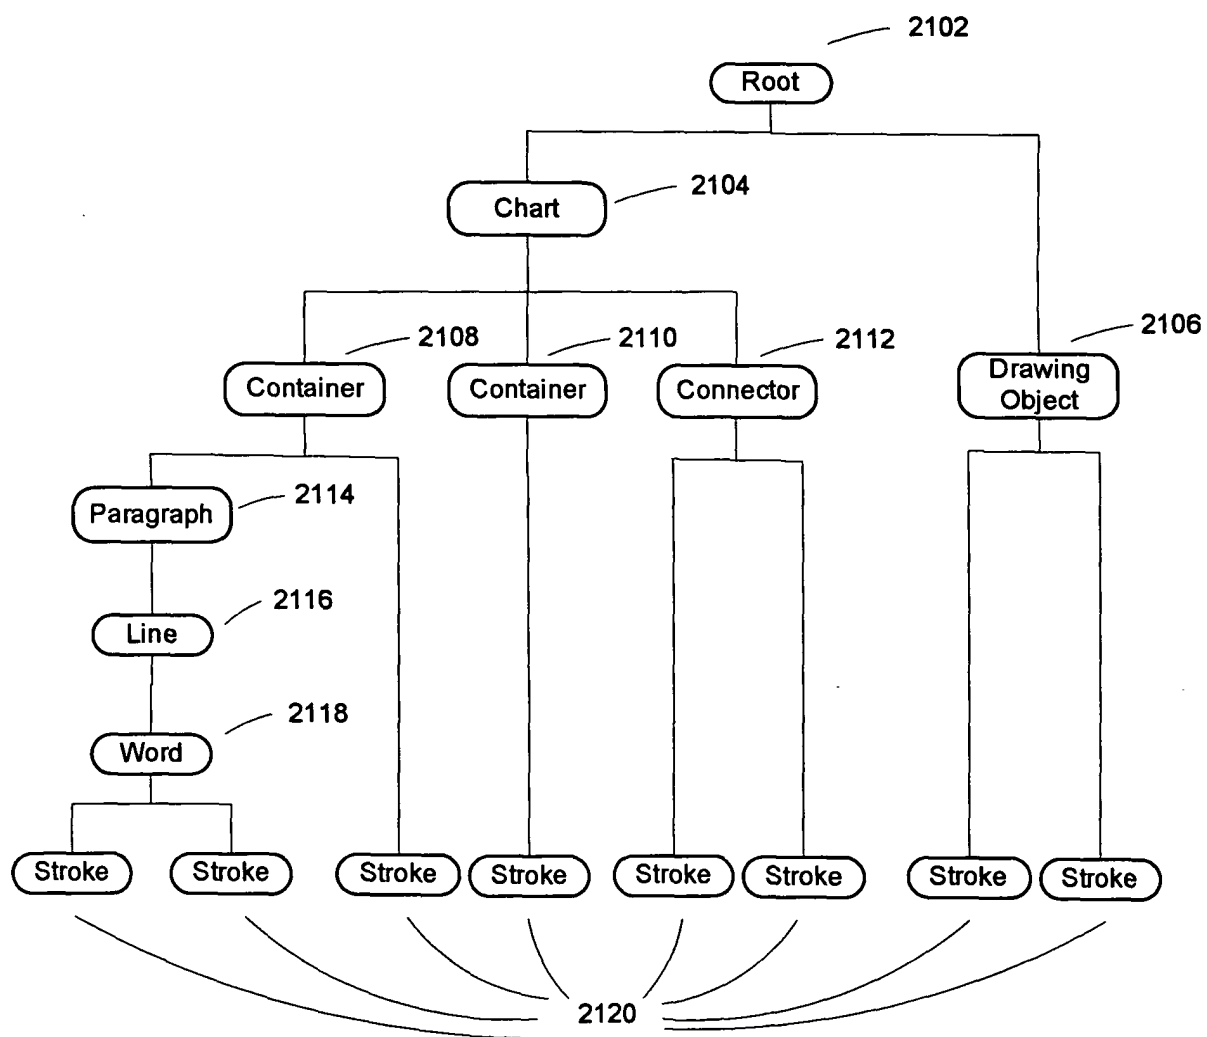 2102
Root
2104
Chart
2108
2110
2112
2106
Container
Container
Connector
Drawing
Object
2114
Paragraph
2116
Line
2118
Word
Stroke
Stroke
Stroke
Stroke
Stroke
Stroke
Stroke
Stroke
2120